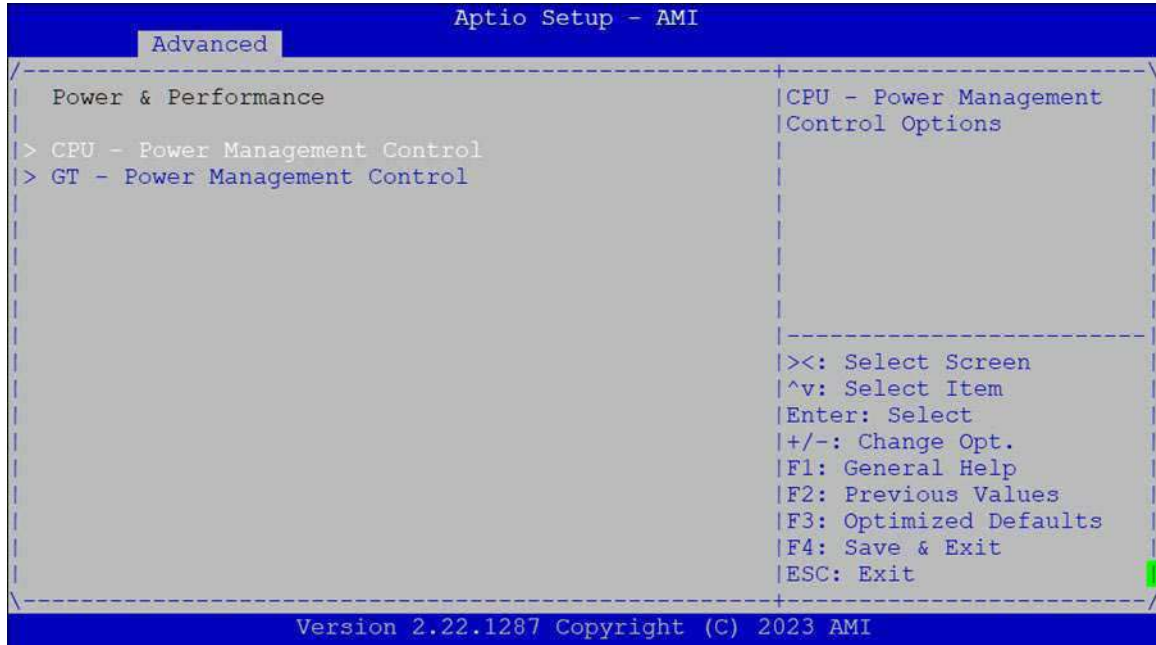 Aptio Setup - AMI
Advanced
Power & Performance
> CPU - Power Management Control
> GT - Power Management Control
CPU - Power Management
Control Options
><: Select Screen
^v: Select Item
Enter: Select
+/-: Change Opt.
F1: General Help
F2: Previous Values
F3: Optimized Defaults
F4: Save & Exit
ESC: Exit
Version 2.22.1287 Copyright (C) 2023 AMI